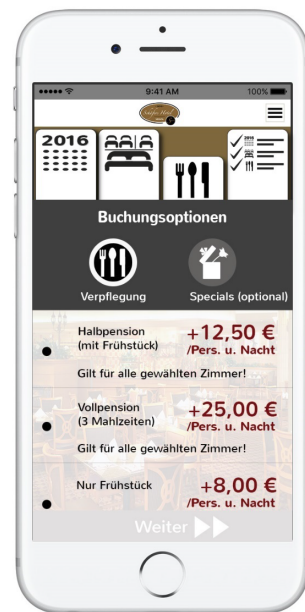 9:41 AM
100%
2016
Buchungsoptionen
Verpflegung
Specials (optional)
Halbpension
(mit Frühstück)
+12,50 €
/Pers. u. Nacht
Gilt für alle gewählten Zimmer!
Vollpension
(3 Mahlzeiten)
+25,00 €
/Pers. u. Nacht
Gilt für alle gewählten Zimmer!
Nur Frühstück
+8,00 €
/Pers. u. Nacht
Weiter